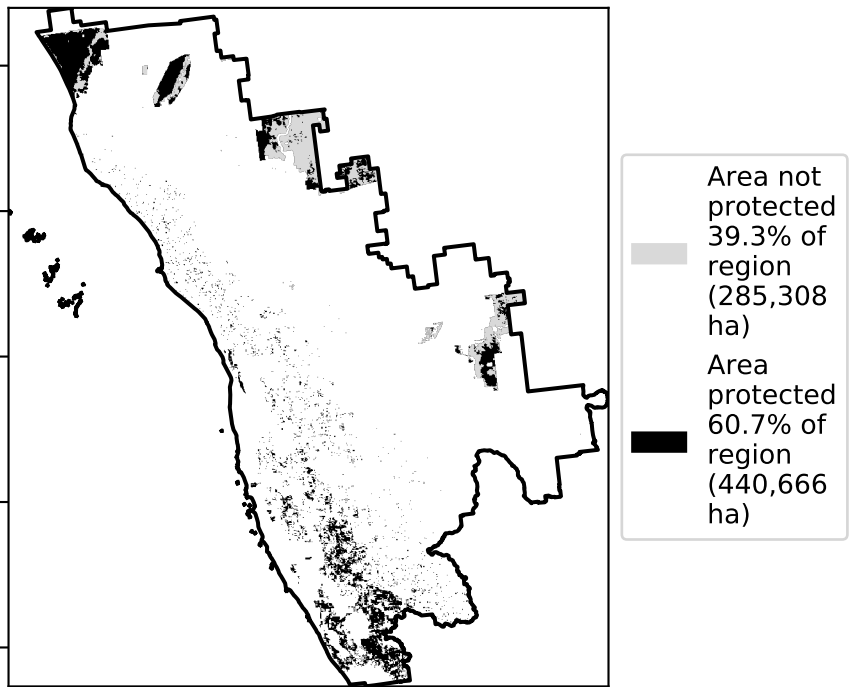 Area not
protected
39.3% of
region
(285,308
ha)
Area
protected
60.7% of
region
(440,666
ha)